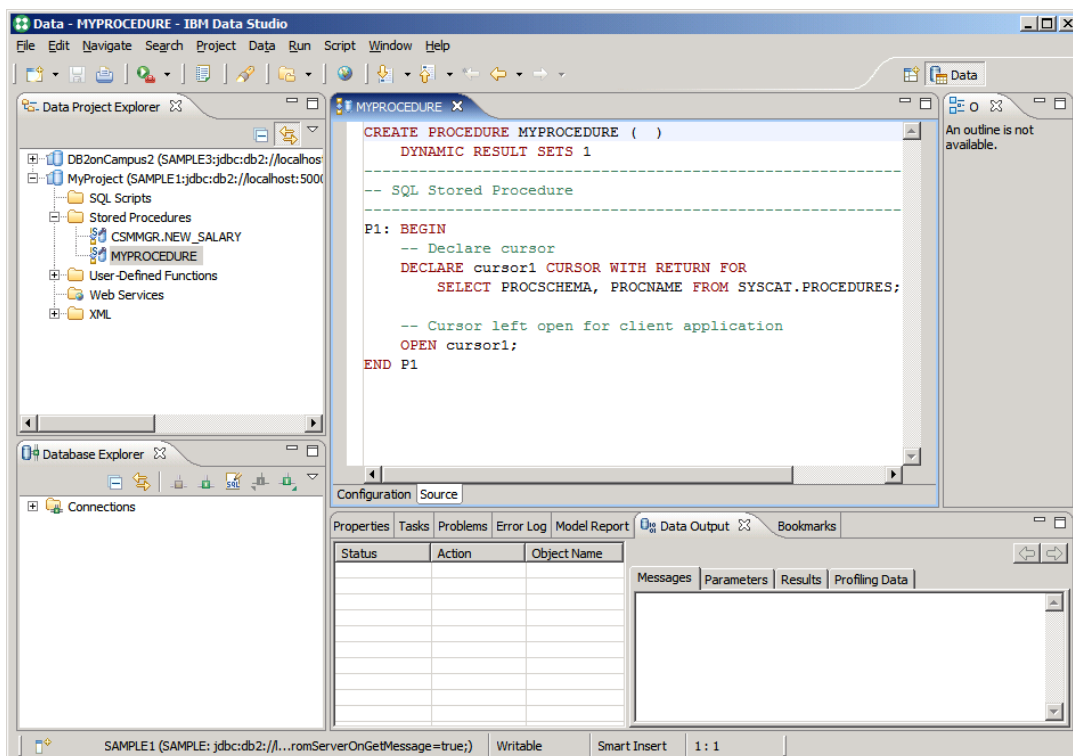 Data - MYPROCEDURE - IBM Data Studio
File Edit Navigate Search Project Data Run Script Window Help
Data
Data Project Explorer
DB2onCampus2 (SAMPLE3:jdbc:db2://localhos
MyProject (SAMPLE1:jdbc:db2://localhost:5000
SQL Scripts
Stored Procedures
CSMMGR.NEW_SALARY
MYPROCEDURE
User-Defined Functions
Web Services
XML
MYPROCEDURE
CREATE PROCEDURE MYPROCEDURE ( )
DYNAMIC RESULT SETS 1
------------------------------------------------------------------------
-- SQL Stored Procedure
------------------------------------------------------------------------
P1: BEGIN
-- Declare cursor
DECLARE cursor1 CURSOR WITH RETURN FOR
SELECT PROCSCHEMA, PROCNAME FROM SYSCAT.PROCEDURES;
-- Cursor left open for client application
OPEN cursor1;
END P1
Configuration Source
O
An outline is not
available.
Database Explorer
SQL
Connections
Properties Tasks Problems Error Log Model Report Data Output Bookmarks
Status Action Object Name
Messages Parameters Results Profiling Data
SAMPLE1 (SAMPLE: jdbc:db2://l...romServerOnGetMessage=true;) Writable Smart Insert 1 : 1